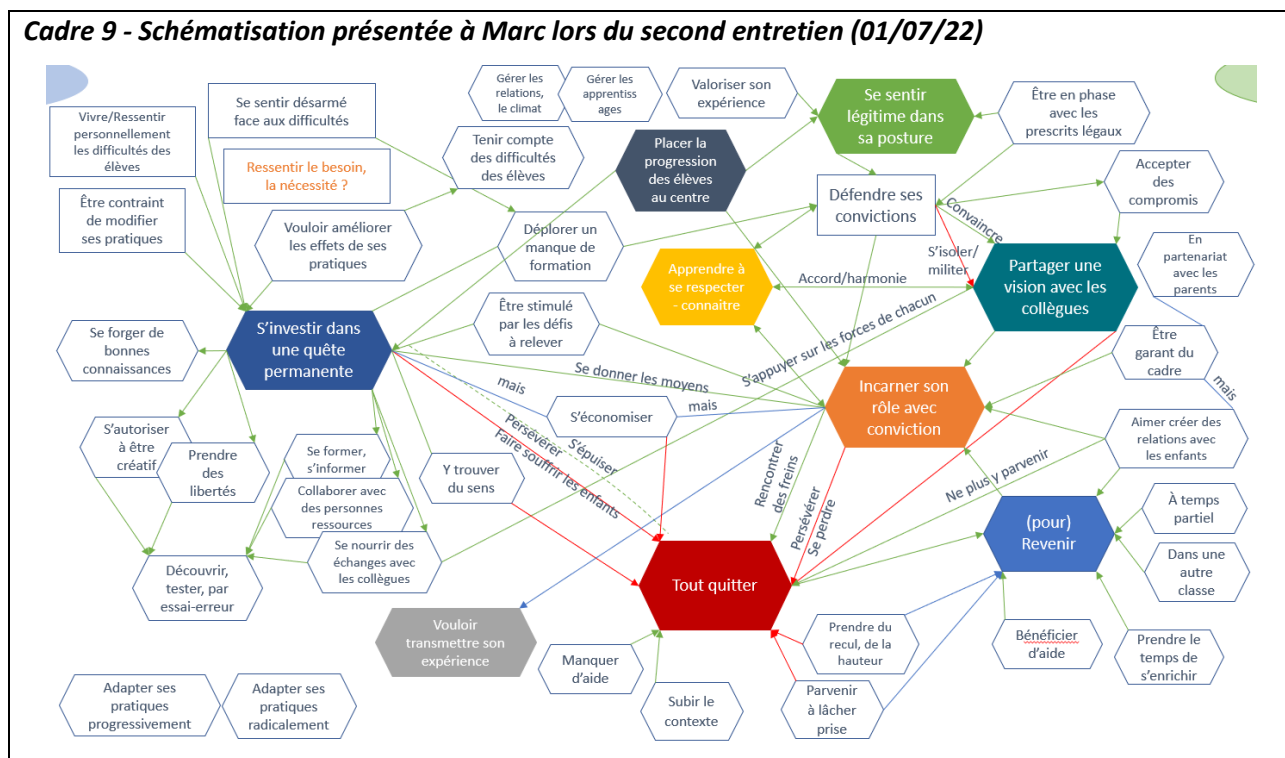 Cadre 9 - Schématisation présentée à Marc lors du second entretien (01/07/22)
Vivre/Ressentir
personnellement
les difficultés des
élèves
Se sentir désarmé
face aux difficultés
Gérer les
relations,
le climat
Gérer les
apprentiss
ages
Valoriser son
expérience
Se sentir
légitime dans
sa posture
Être en phase
avec les
prescrits légaux
Ressentir le besoin,
la nécessité ?
Tenir compte
des difficultés
des élèves
Placer la
progression
des élèves
au centre
Accepter
des
compromis
Être contraint
de modifier
ses pratiques
Vouloir améliorer
les effets de ses
pratiques
Déplorer un
manque de
formation
Défendre ses
convictions
Convaincre
S'isoler/
militer
En
partenariat
avec les
parents
Apprendre à
se respecter
- connaitre
Accord/harmonie
Partager une
vision avec les
collègues
Se forger de
bonnes
connaissances
S'investir dans
une quête
permanente
Être stimulé
par les défis
à relever
S'appuyer sur les forces de chacun
Être
garant du
cadre
Se donner les moyens
mais
S'économiser
mais
Incarner son
rôle avec
conviction
mais
S'autoriser
à être
créatif
Prendre
des
libertés
Se former,
s'informer
Y trouver
du sens
Persévérer
Faire souffrir les enfants
S'épuiser
Rencontrer
des freins
Persévérer
Se perdre
Ne plus y parvenir
Aimer créer des
relations avec
les enfants
Collaborer avec
des personnes
ressources
Se nourrir des
échanges avec
les collègues
À temps
partiel
(pour)
Revenir
Découvrir,
tester, par
essai-erreur
Tout quitter
Dans une
autre
classe
Vouloir
transmettre son
expérience
Manquer
d'aide
Prendre du
recul, de la
hauteur
Bénéficier
d'aide
Prendre le
temps de
s'enrichir
Adapter ses
pratiques
progressivement
Adapter ses
pratiques
radicalement
Subir le
contexte
Parvenir
à lâcher
prise